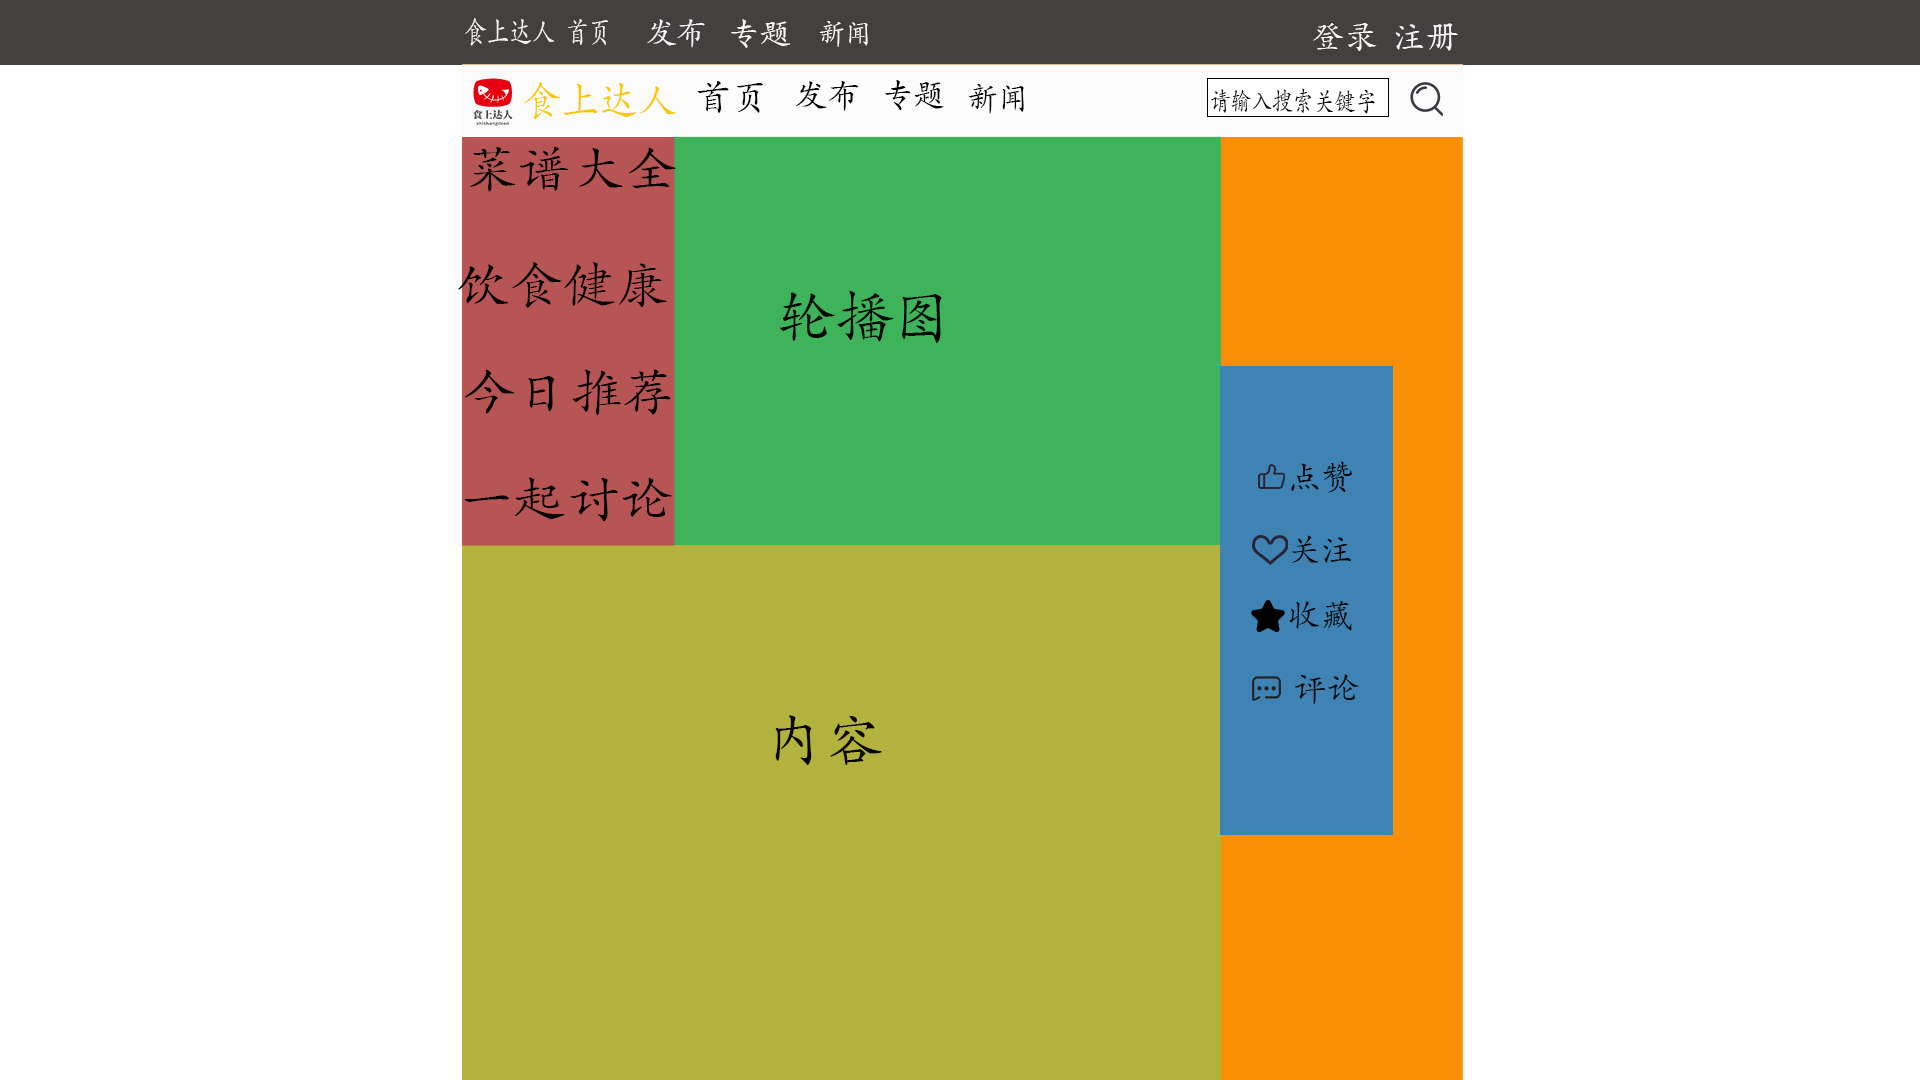 食上达人 首页 发布 专题 新闻 登录 注册
食上达人
shishangdren
食上达人 首页 发布 专题 新闻 请输入搜索关键字
菜谱大全
饮食健康
今日推荐
一起讨论
轮播图
内容
点赞
关注
收藏
评论